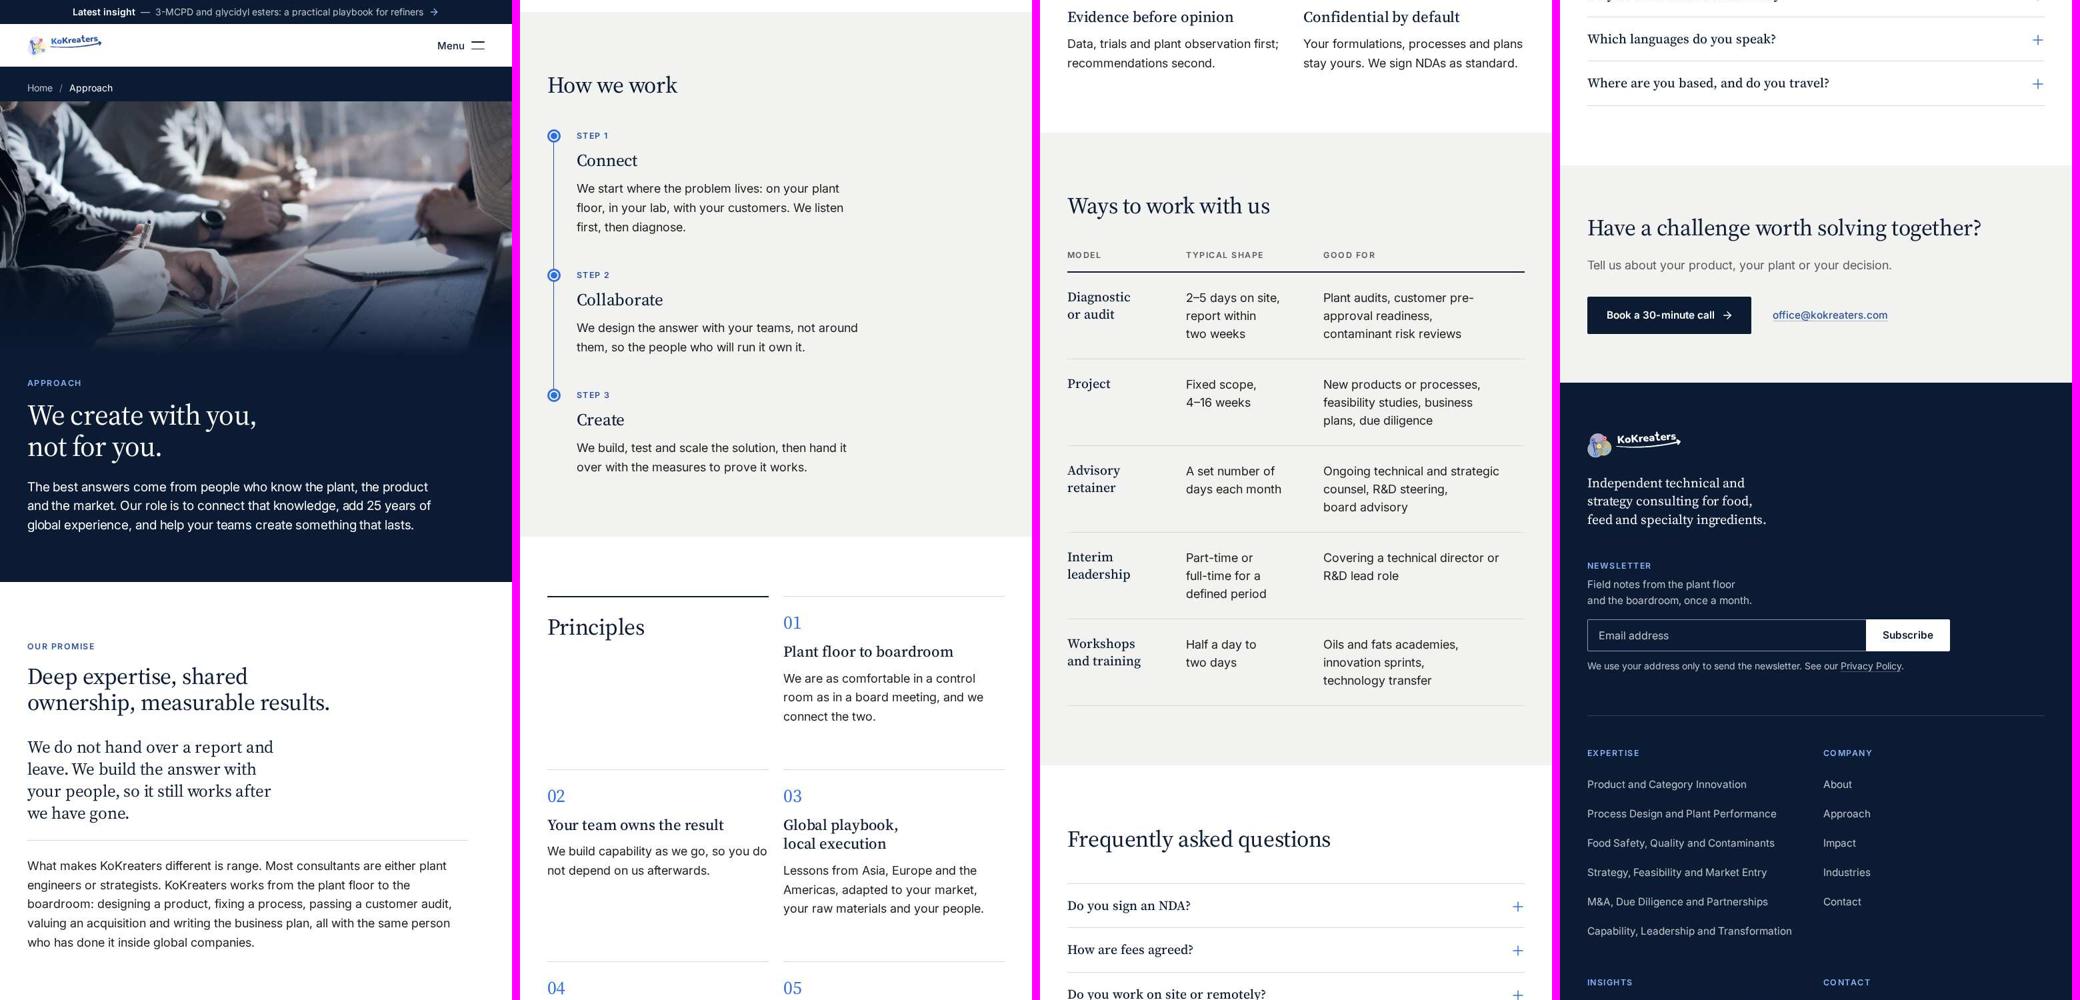 Latest insight — 3-MCPD and glycidyl esters: a practical playbook for refiners →
KoKreaters
Menu
Home / Approach
APPROACH
We create with you,
not for you.
The best answers come from people who know the plant, the product
and the market. Our role is to connect that knowledge, add 25 years of
global experience, and help your teams create something that lasts.
OUR PROMISE
Deep expertise, shared
ownership, measurable results.
We do not hand over a report and
leave. We build the answer with
your people, so it still works after
we have gone.
What makes KoKreaters different is range. Most consultants are either plant
engineers or strategists. KoKreaters works from the plant floor to the
boardroom: designing a product, fixing a process, passing a customer audit,
valuing an acquisition and writing the business plan, all with the same person
who has done it inside global companies.
How we work
STEP 1
Connect
We start where the problem lives: on your plant
floor, in your lab, with your customers. We listen
first, then diagnose.
STEP 2
Collaborate
We design the answer with your teams, not around
them, so the people who will run it own it.
STEP 3
Create
We build, test and scale the solution, then hand it
over with the measures to prove it works.
Principles
01
Plant floor to boardroom
We are as comfortable in a control
room as in a board meeting, and we
connect the two.
02
Your team owns the result
We build capability as we go, so you do
not depend on us afterwards.
03
Global playbook,
local execution
Lessons from Asia, Europe and the
Americas, adapted to your market,
your raw materials and your people.
04
05
Evidence before opinion
Data, trials and plant observation first;
recommendations second.
Confidential by default
Your formulations, processes and plans
stay yours. We sign NDAs as standard.
Ways to work with us
MODEL TYPICAL SHAPE GOOD FOR
Diagnostic
or audit
2–5 days on site,
report within
two weeks
Plant audits, customer pre-
approval readiness,
contaminant risk reviews
Project
Fixed scope,
4–16 weeks
New products or processes,
feasibility studies, business
plans, due diligence
Advisory
retainer
A set number of
days each month
Ongoing technical and strategic
counsel, R&D steering,
board advisory
Interim
leadership
Part-time or
full-time for a
defined period
Covering a technical director or
R&D lead role
Workshops
and training
Half a day to
two days
Oils and fats academies,
innovation sprints,
technology transfer
Frequently asked questions
Do you sign an NDA?
How are fees agreed?
Do you work on site or remotely?
Which languages do you speak?
Where are you based, and do you travel?
Have a challenge worth solving together?
Tell us about your product, your plant or your decision.
Book a 30-minute call →
office@kokreaters.com
KoKreaters
Independent technical and
strategy consulting for food,
feed and specialty ingredients.
NEWSLETTER
Field notes from the plant floor
and the boardroom, once a month.
Email address
Subscribe
We use your address only to send the newsletter. See our Privacy Policy.
EXPERTISE
Product and Category Innovation
Process Design and Plant Performance
Food Safety, Quality and Contaminants
Strategy, Feasibility and Market Entry
M&A, Due Diligence and Partnerships
Capability, Leadership and Transformation
COMPANY
About
Approach
Impact
Industries
Contact
INSIGHTS
CONTACT